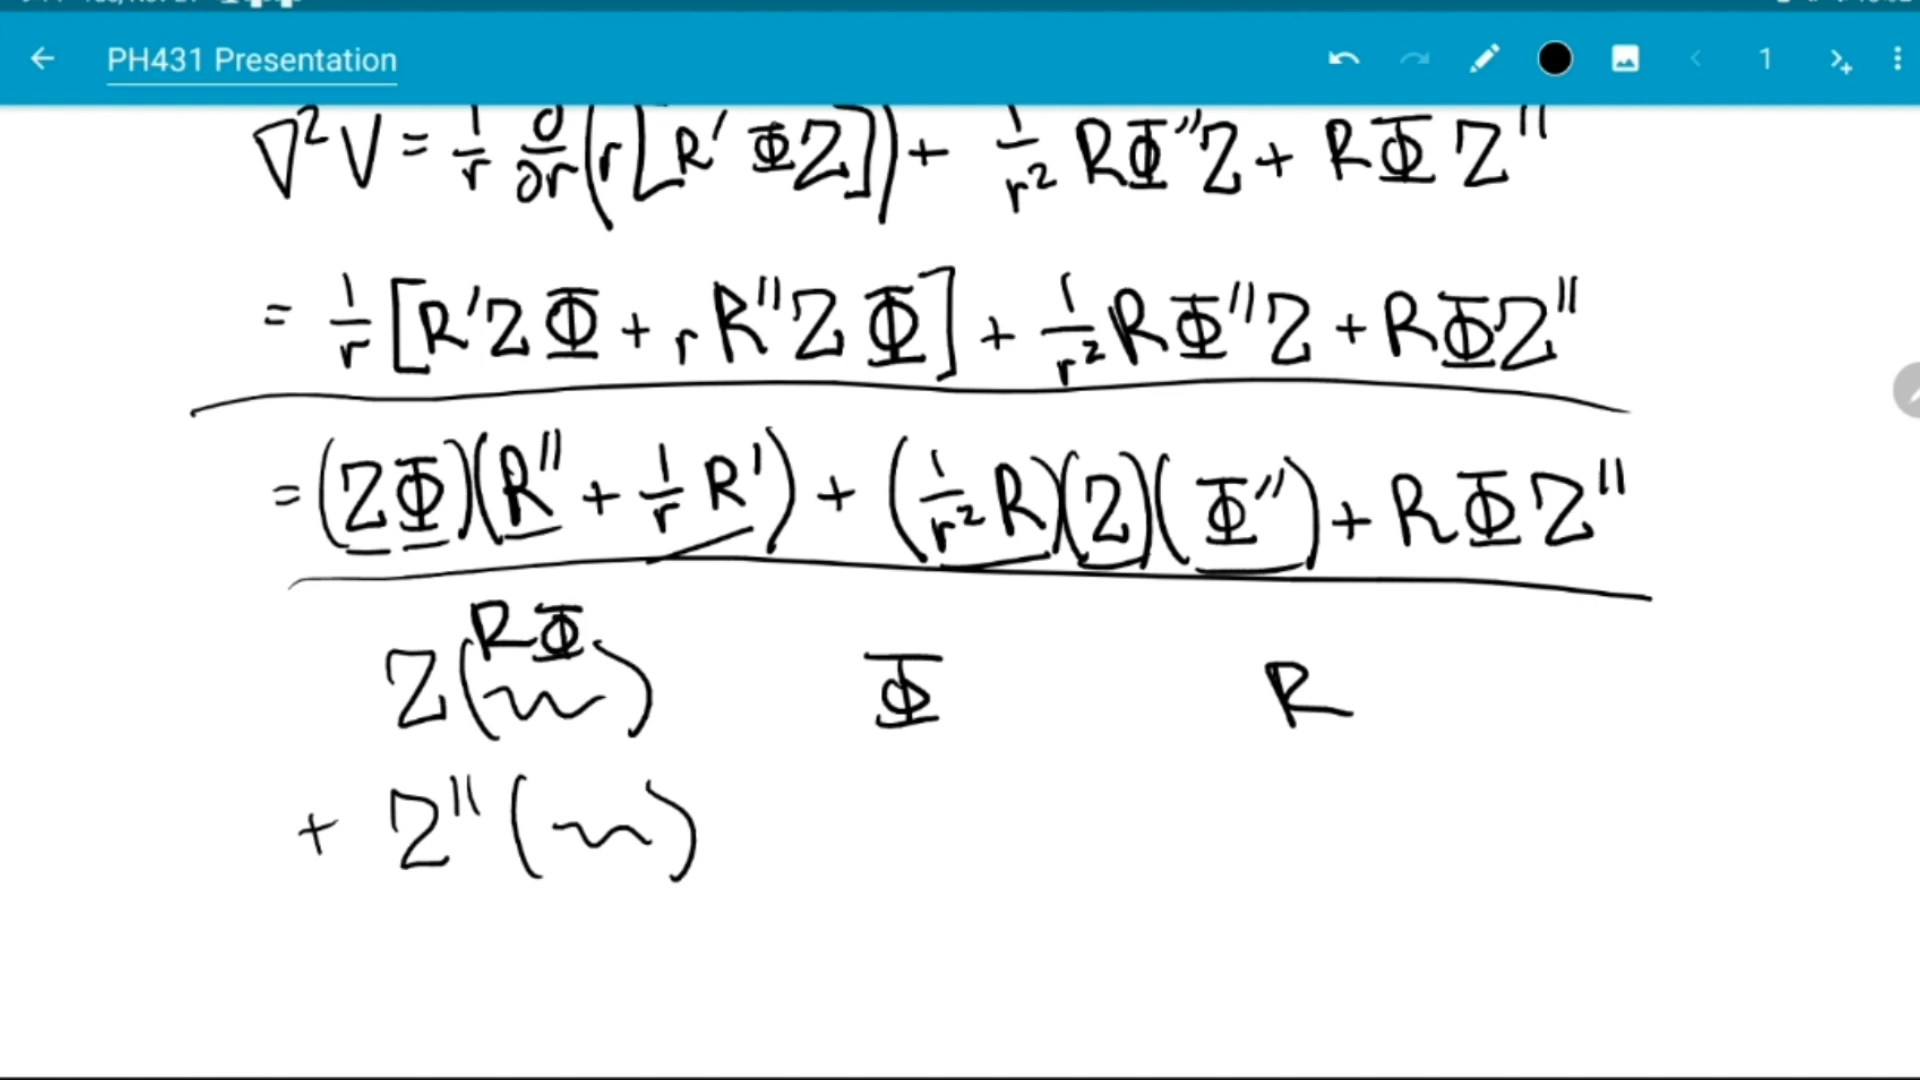 PH431 Presentation 1
∇²V = 1/r ∂/∂r (r[R'ΦZ]) + 1/r² RΦ''Z + RΦZ''
= 1/r [R'ZΦ + rR''ZΦ] + 1/r² RΦ''Z + RΦZ''
= (ZΦ)(R'' + 1/r R') + (1/r² R)(Z)(Φ'') + RΦZ''
RΦ
Z( ) Φ R
+ Z''( )